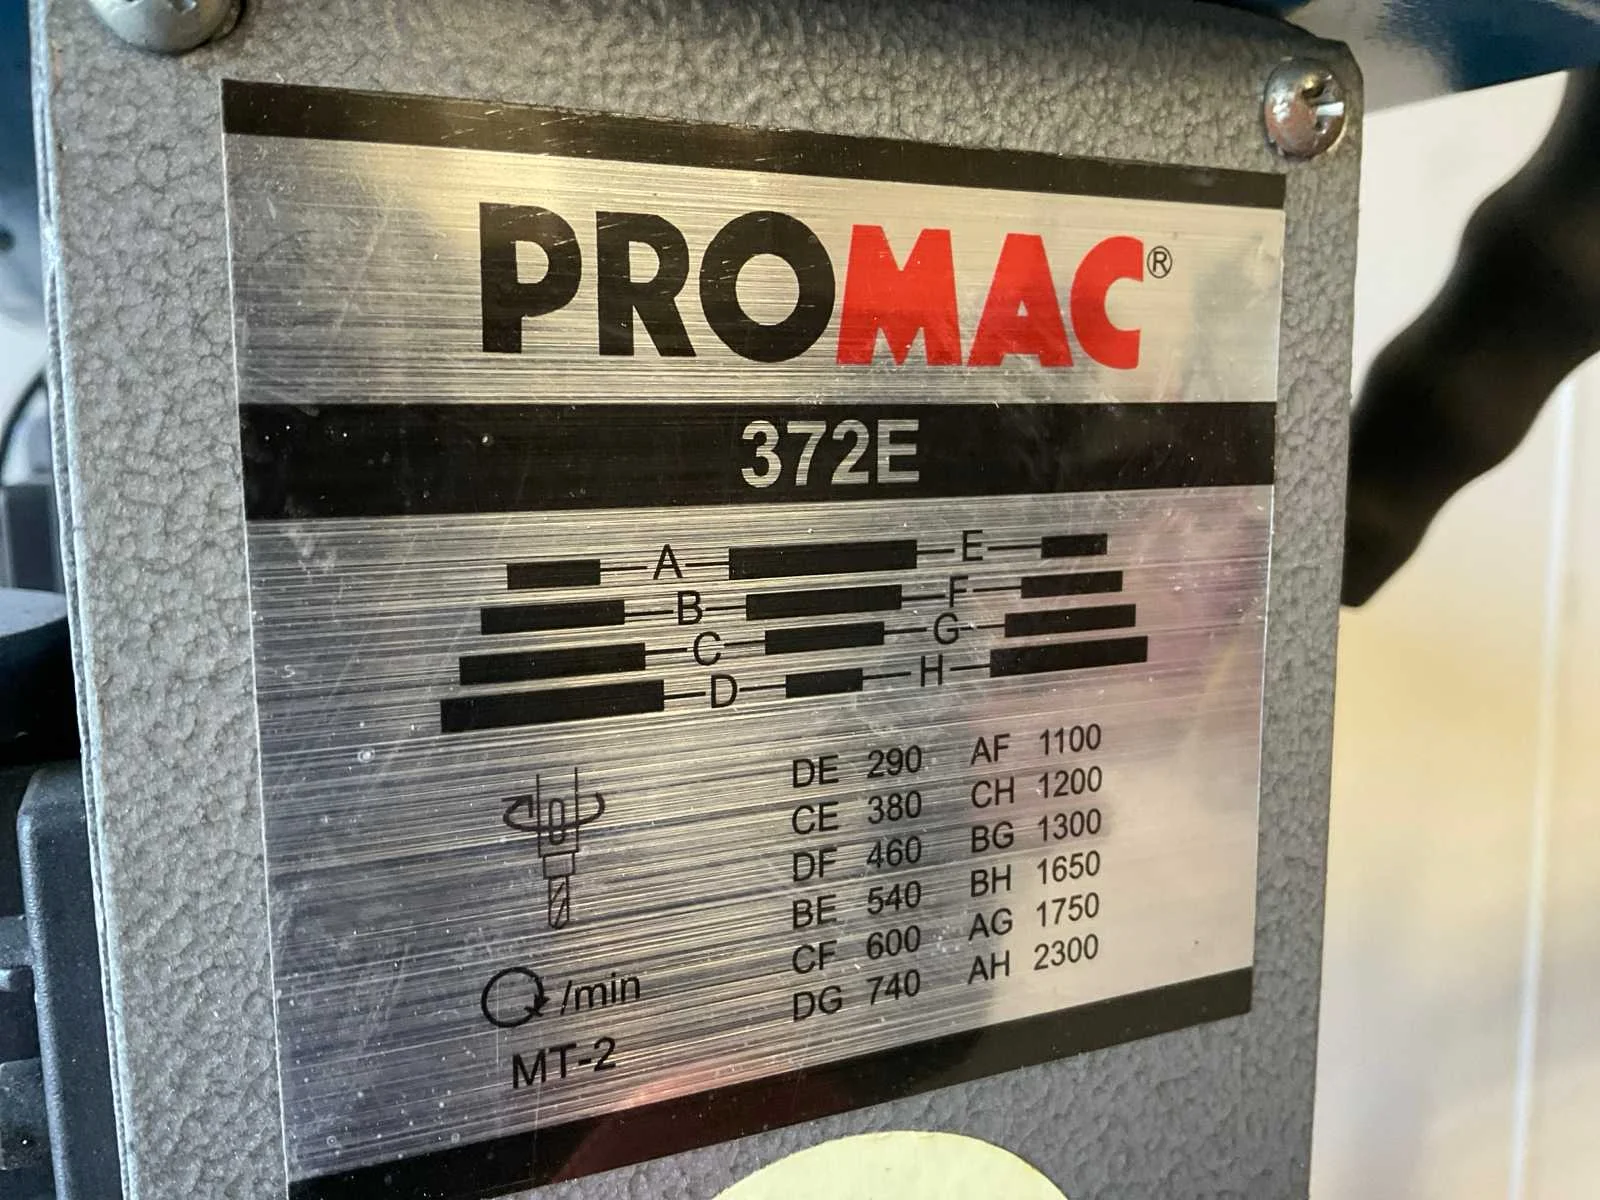 PROMAC®
372E
A E
B F
C G
D H
DE 290 AF 1100
CE 380 CH 1200
DF 460 BG 1300
BE 540 BH 1650
CF 600 AG 1750
DG 740 AH 2300
/min
MT-2